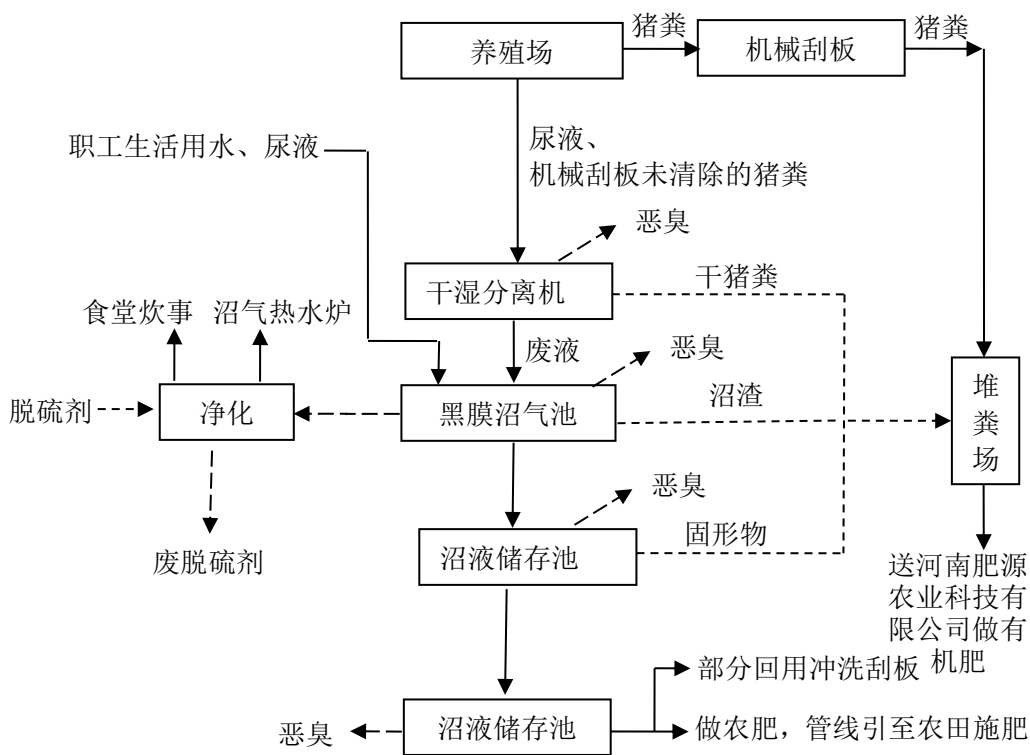 猪粪
猪粪
养殖场
机械刮板
职工生活用水、尿液
尿液、
机械刮板未清除的猪粪
恶臭
干湿分离机
干猪粪
食堂炊事
沼气热水炉
废液
恶臭
脱硫剂
净化
黑膜沼气池
沼渣
堆粪场
恶臭
废脱硫剂
沼液储存池
固形物
送河南肥源
农业科技有
限公司做有
机肥
部分回用冲洗刮板
恶臭
沼液储存池
做农肥，管线引至农田施肥